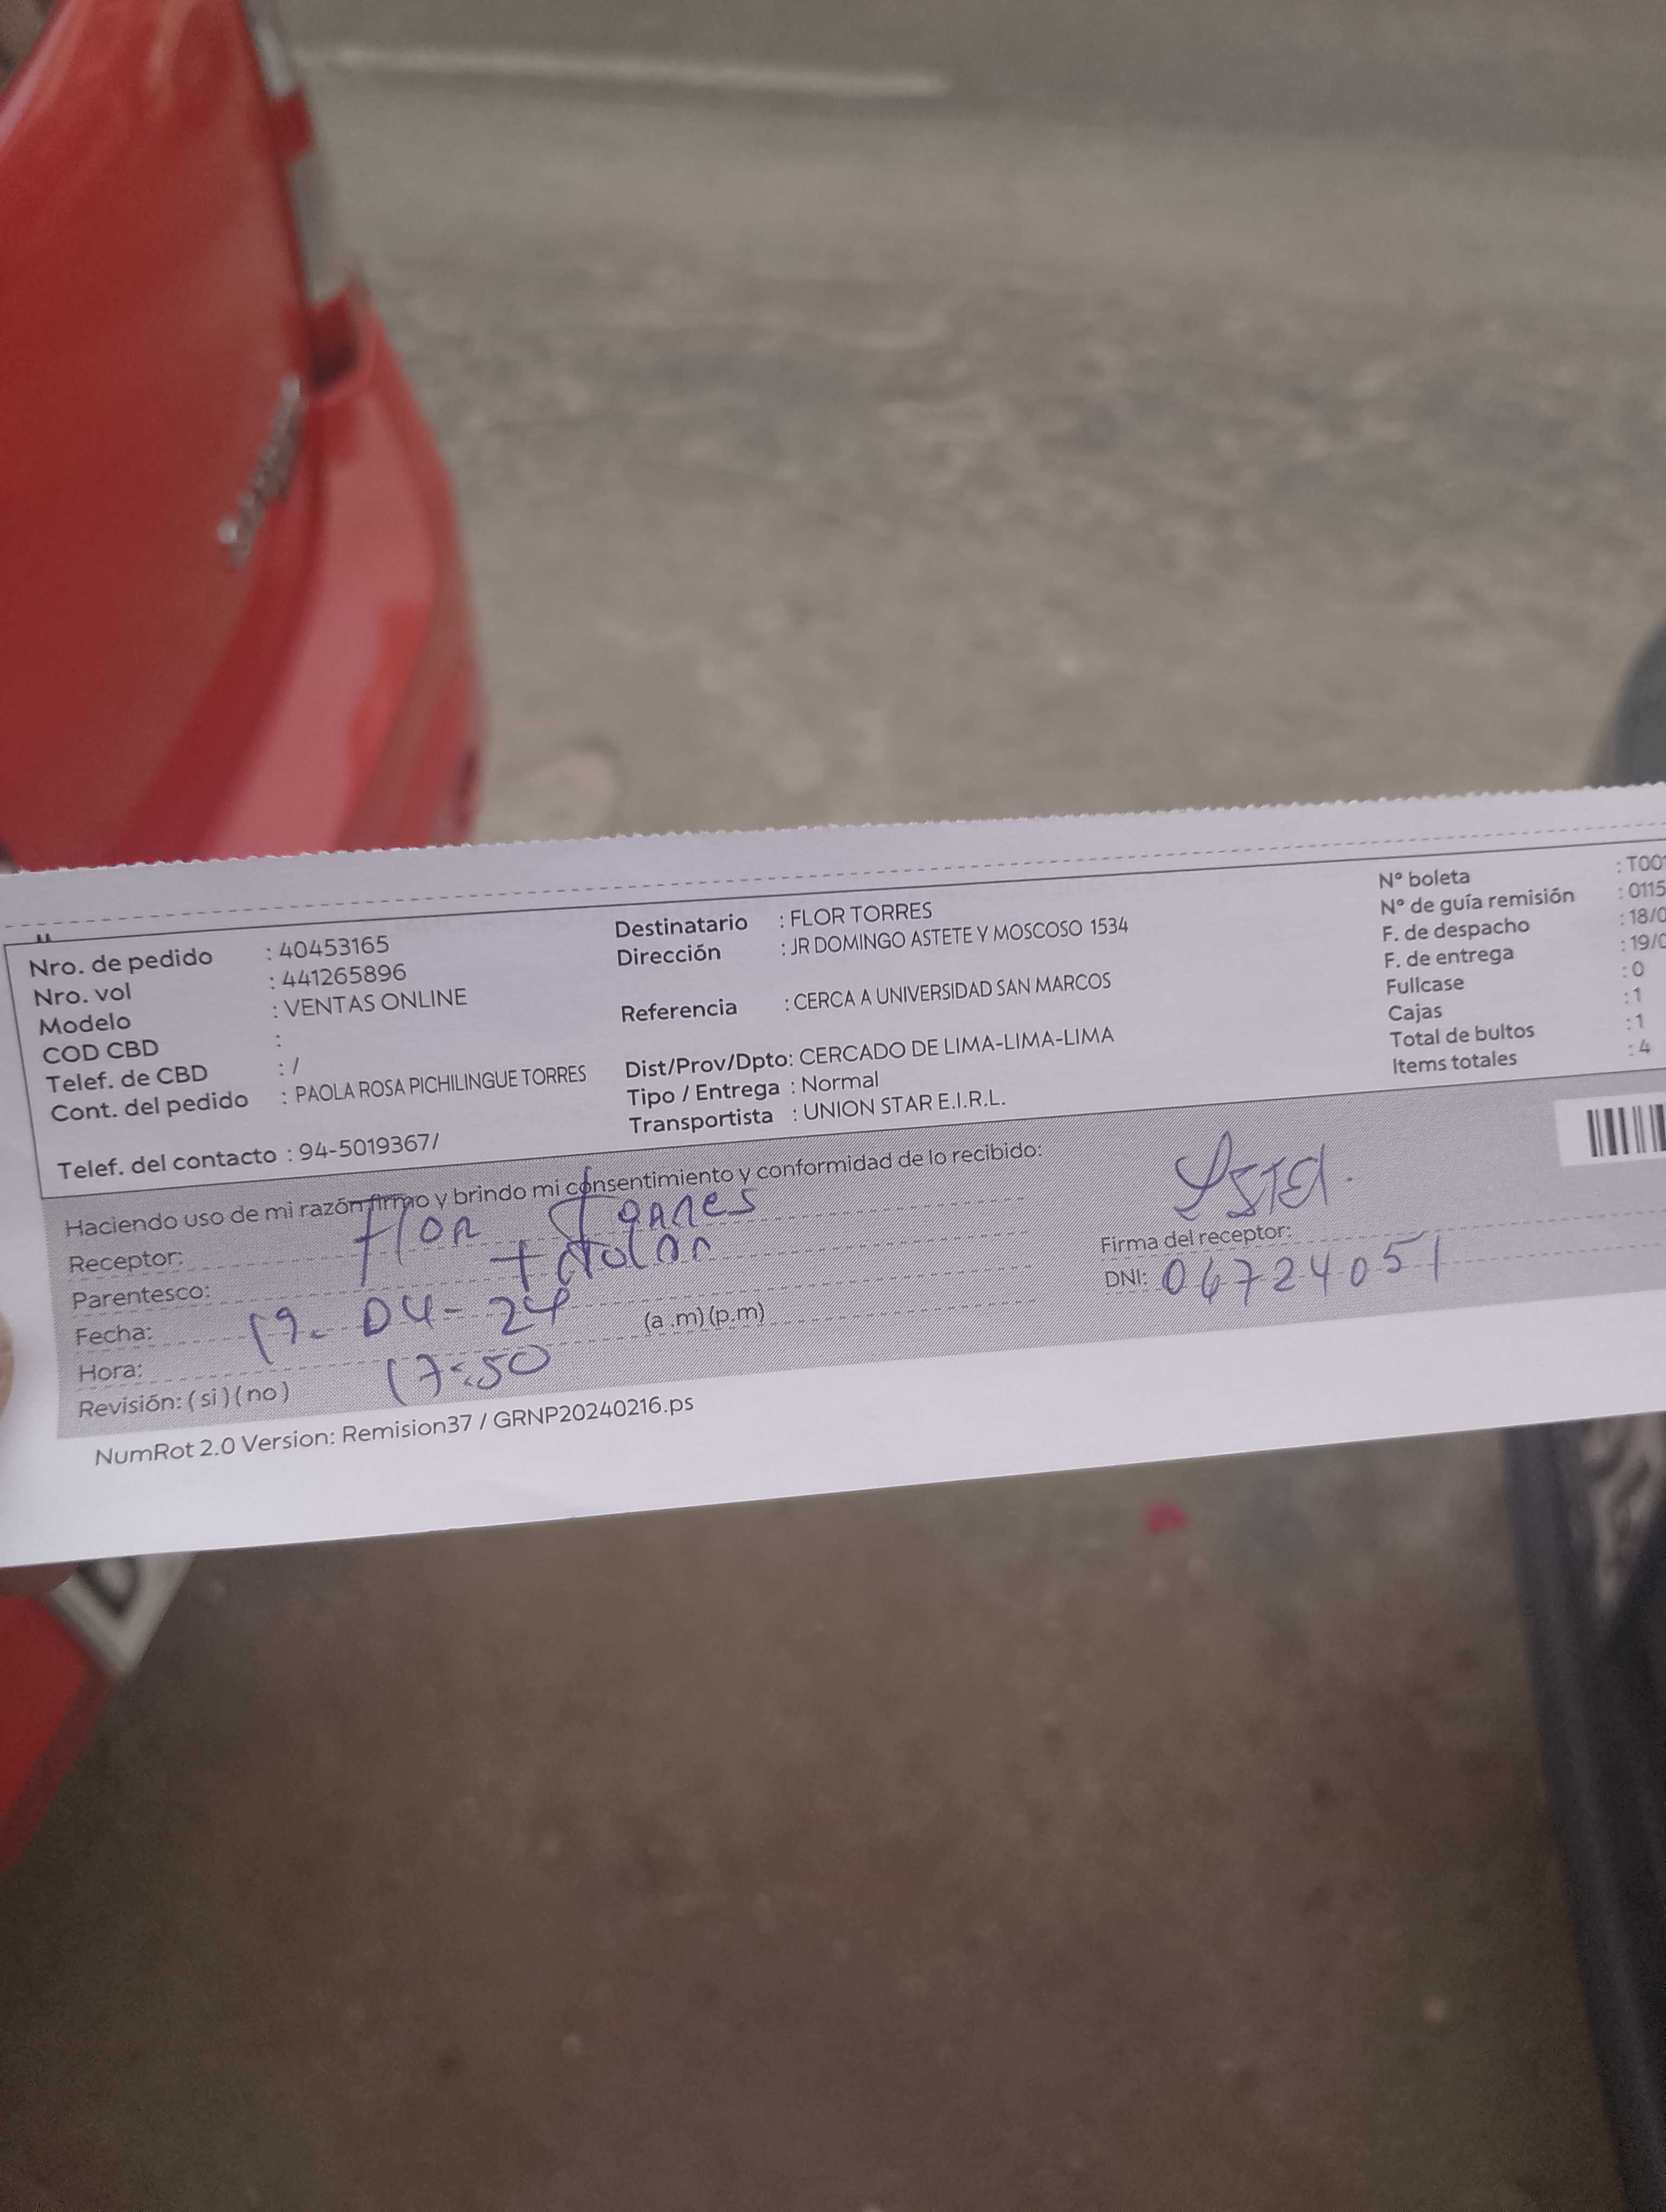 Nro. de pedido : 40453165
Nro. vol : 441265896
Modelo : VENTAS ONLINE
COD CBD :
Telef. de CBD : /
Cont. del pedido : PAOLA ROSA PICHILINGUE TORRES
Telef. del contacto : 94-5019367/
Destinatario : FLOR TORRES
Dirección : JR DOMINGO ASTETE Y MOSCOSO 1534
Referencia : CERCA A UNIVERSIDAD SAN MARCOS
Dist/Prov/Dpto: CERCADO DE LIMA-LIMA-LIMA
Tipo / Entrega : Normal
Transportista : UNION STAR E.I.R.L.
N° boleta : T001
N° de guía remisión : 0115
F. de despacho : 18/0
F. de entrega : 19/0
Fullcase : 0
Cajas : 1
Total de bultos : 1
Items totales : 4
Haciendo uso de mi razón firmo y brindo mi consentimiento y conformidad de lo recibido:
Receptor: Flor Torres
Parentesco: titular
Fecha: 19-04-24
Hora: 17:50 (a.m) (p.m)
Revisión: ( si ) ( no )
Firma del receptor:
DNI: 06724051
NumRot 2.0 Version: Remision37 / GRNP20240216.ps